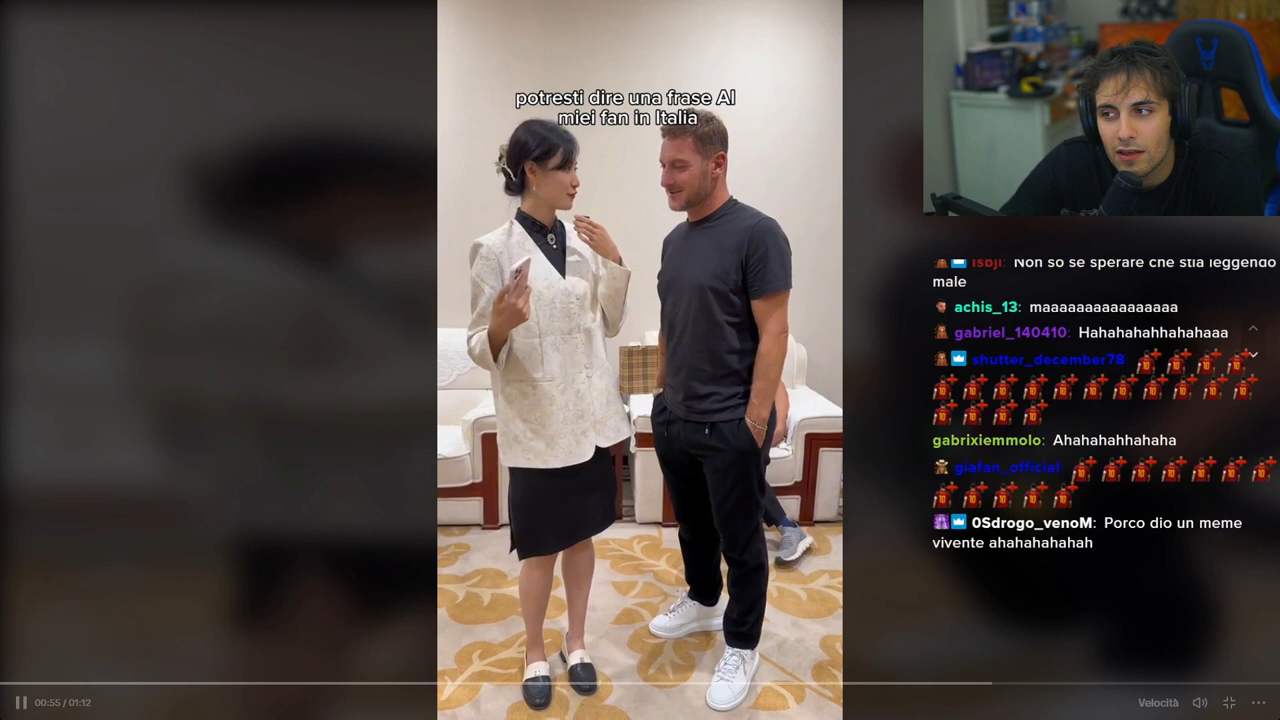 potresti dire una frase AI
miei fan in Italia
Isbji: Non so se sperare che stia leggendo
male
achis_13: maaaaaaaaaaaaaaaa
gabriel_140410: Hahahahahhahahaaa
shutter_december78
gabrixiemmolo: Ahahahahhahaha
giafan_official
0Sdrogo_venoM: Porco dio un meme
vivente ahahahahahah
00:55 / 01:12
Velocità